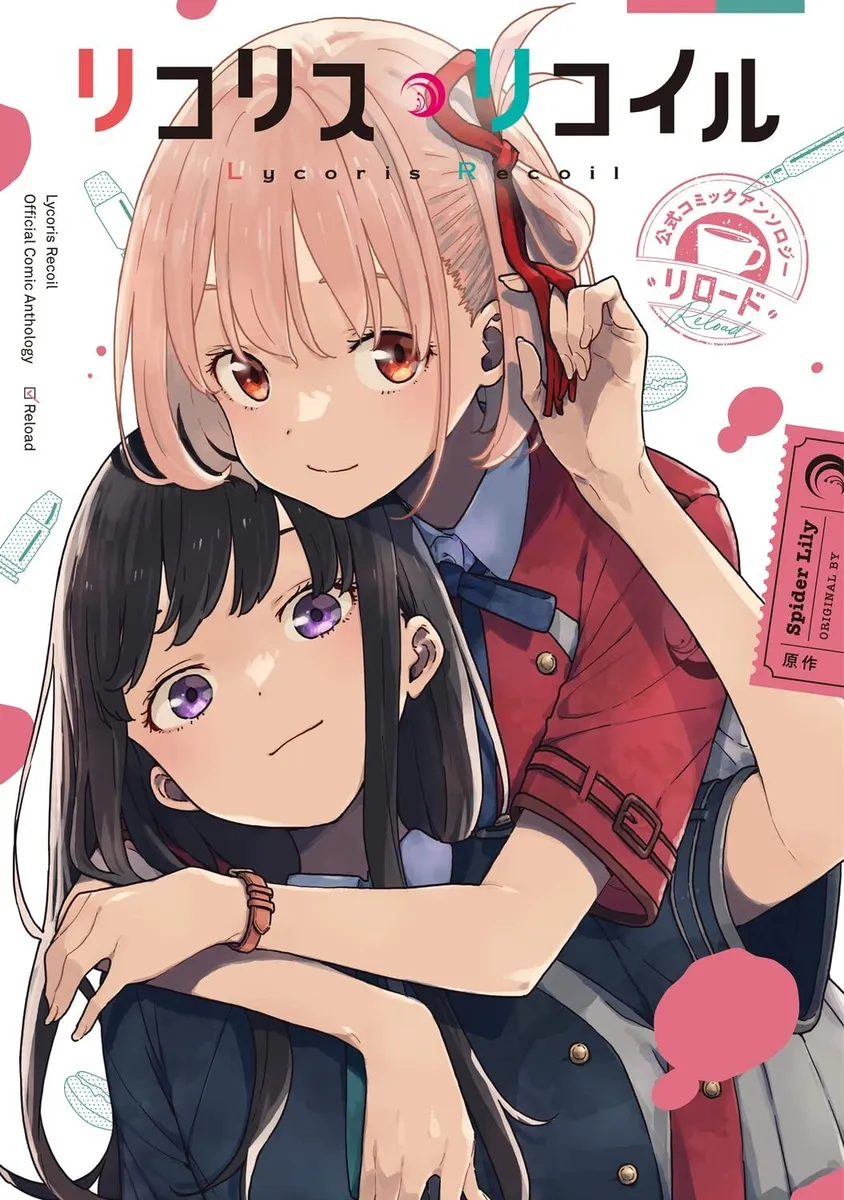 リコリス・リコイル
Lycoris Recoil
公式コミックアンソロジー
リロード
Reload
Lycoris Recoil
Official Comic Anthology
Reload
Spider Lily
ORIGINAL BY
原作